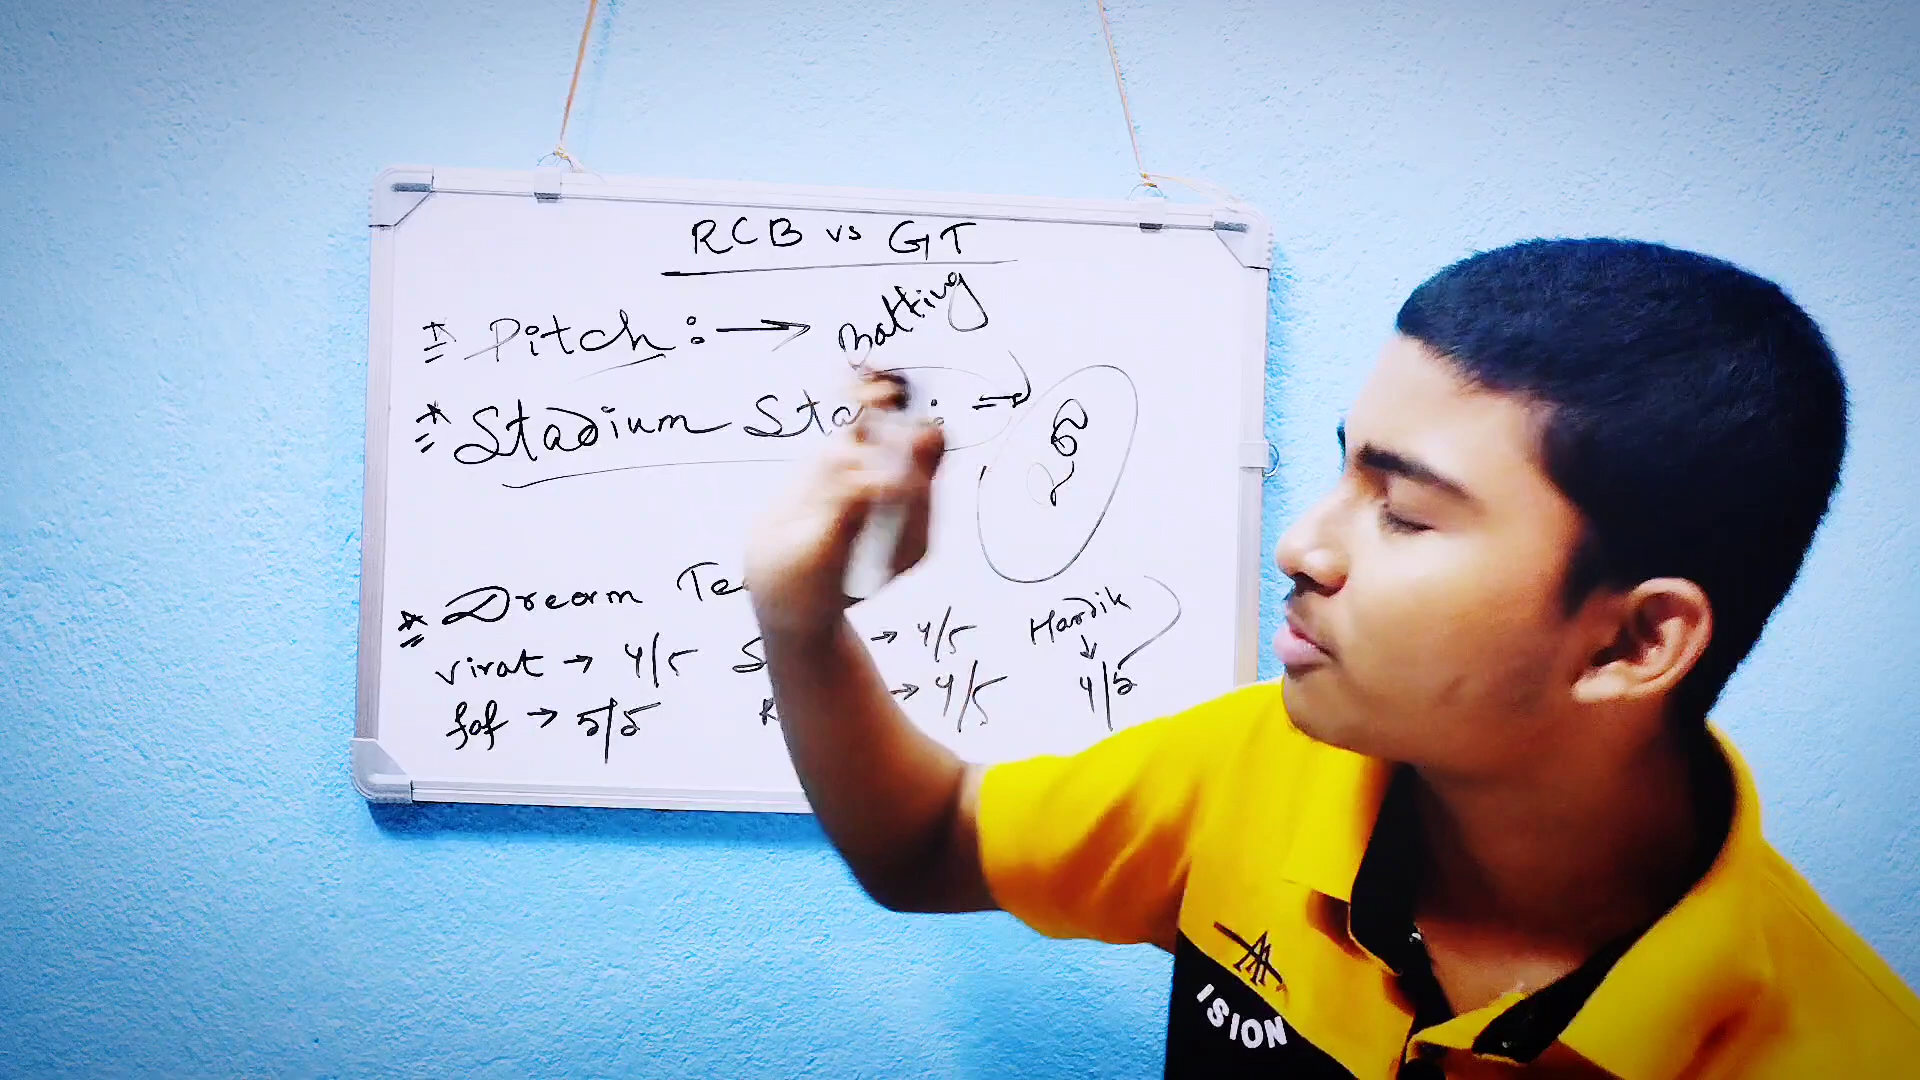 RCB vs GT
* Pitch : → Batting
* Stadium Sta : → 200
* Dream Te
Virat → 4/5 S → 4/5 Hardik ↓ 4/5
faf → 5/5 R → 4/5
ISION